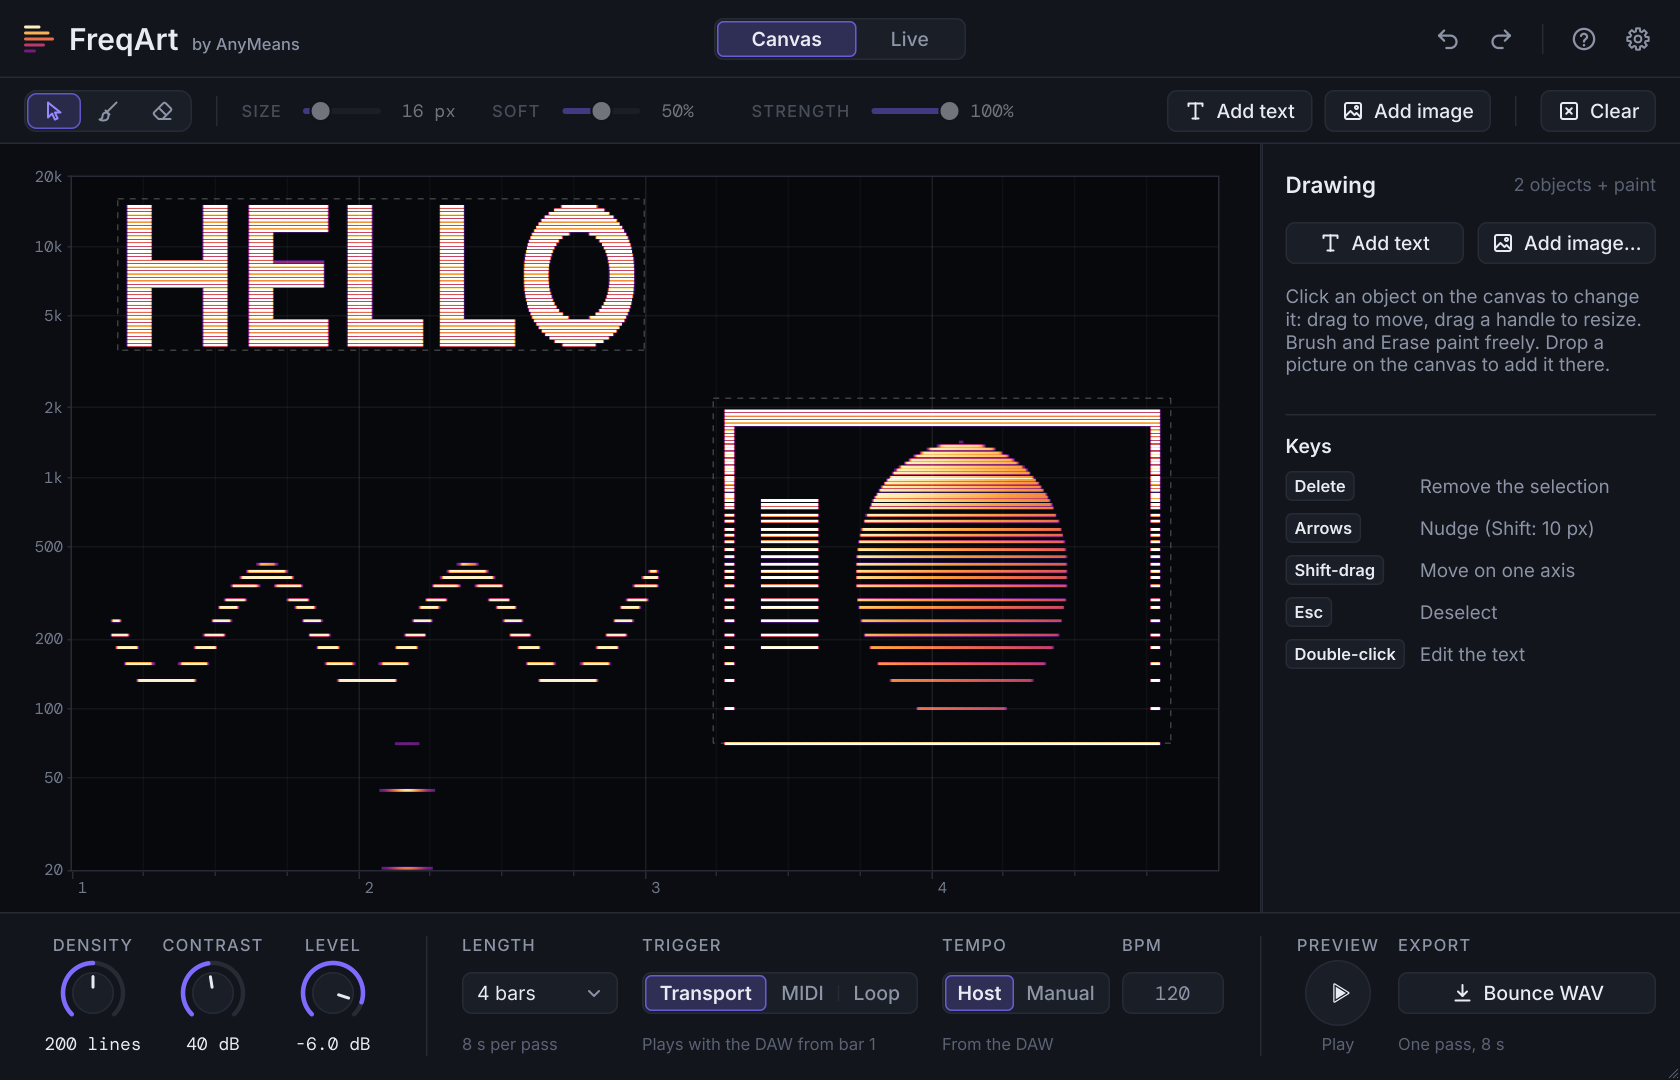 FreqArt by AnyMeans
Canvas Live
SIZE 16 px SOFT 50% STRENGTH 100%
Add text Add image Clear
20k
10k
5k
2k
1k
500
200
100
50
20
1 2 3 4
HELLO
Drawing 2 objects + paint
Add text Add image...
Click an object on the canvas to change
it: drag to move, drag a handle to resize.
Brush and Erase paint freely. Drop a
picture on the canvas to add it there.
Keys
Delete Remove the selection
Arrows Nudge (Shift: 10 px)
Shift-drag Move on one axis
Esc Deselect
Double-click Edit the text
DENSITY CONTRAST LEVEL LENGTH TRIGGER TEMPO BPM PREVIEW EXPORT
4 bars Transport MIDI Loop Host Manual 120 Bounce WAV
200 lines 40 dB -6.0 dB 8 s per pass Plays with the DAW from bar 1 From the DAW Play One pass, 8 s